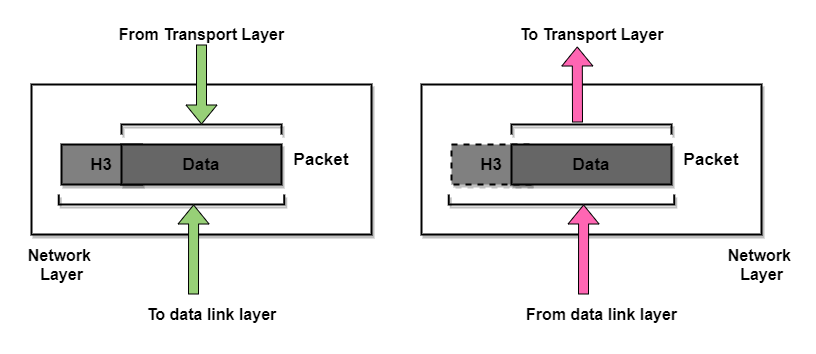 From Transport Layer
H3
Data
Packet
Network
Layer
To data link layer
To Transport Layer
H3
Data
Packet
Network
Layer
From data link layer